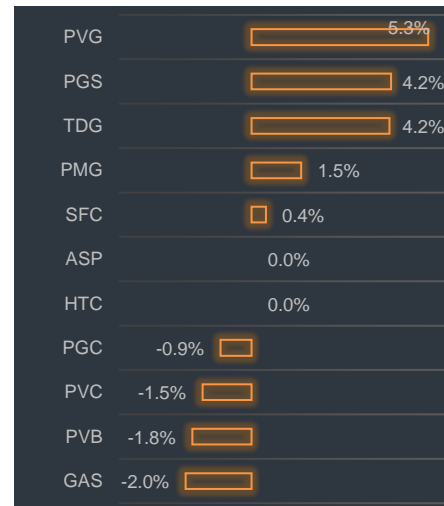 PVG 5.3%
PGS 4.2%
TDG 4.2%
PMG 1.5%
SFC 0.4%
ASP 0.0%
HTC 0.0%
PGC -0.9%
PVC -1.5%
PVB -1.8%
GAS -2.0%